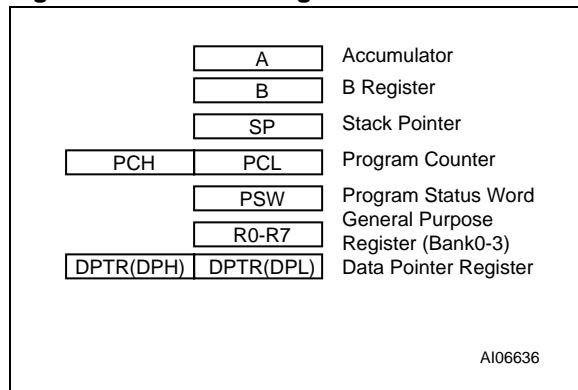 A Accumulator
B B Register
SP Stack Pointer
PCH PCL Program Counter
PSW Program Status Word
R0-R7 General Purpose
Register (Bank0-3)
DPTR(DPH) DPTR(DPL) Data Pointer Register
AI06636